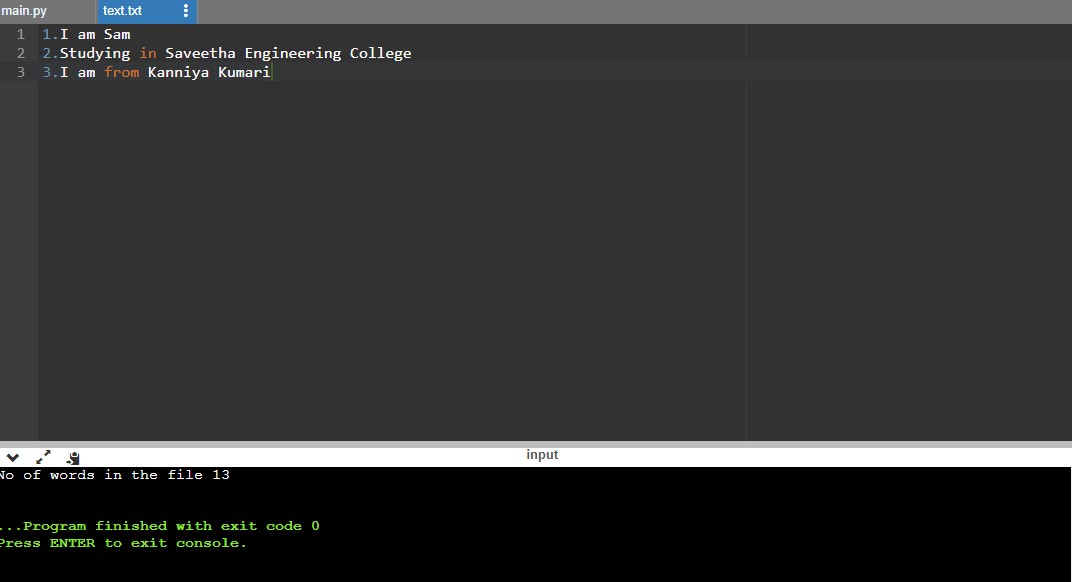 main.py
text.txt
1 1.I am Sam
2 2.Studying in Saveetha Engineering College
3 3.I am from Kanniya Kumari
input
No of words in the file 13
...Program finished with exit code 0
Press ENTER to exit console.